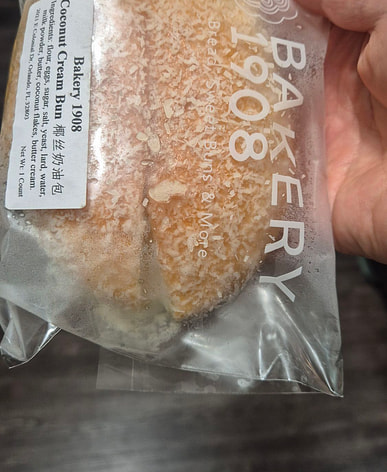 Bakery 1908
Coconut Cream Bun 椰丝奶油包
Ingredients: flour, eggs, sugar, salt, yeast, lard, water,
milk powder, butter, coconut flakes, butter cream.
Net Wt: 1 Count
BAKERY
1908
Bread
Buns & More